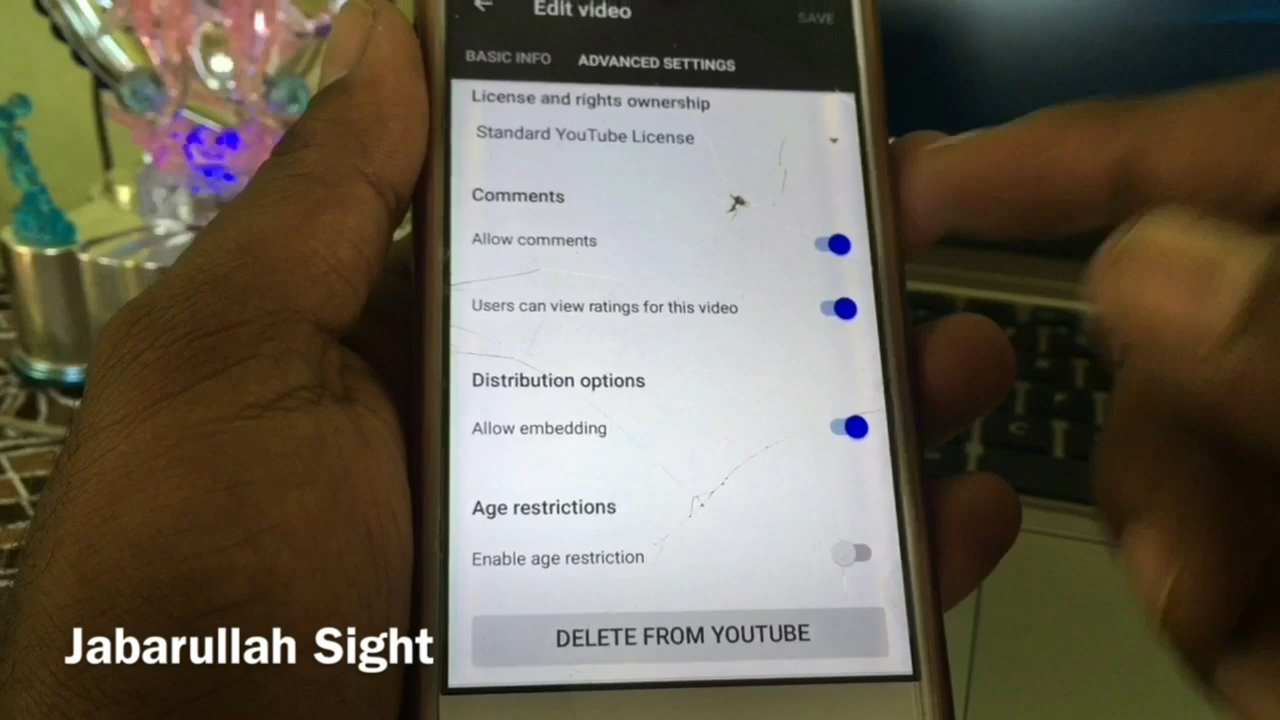 Edit video
SAVE
BASIC INFO
ADVANCED SETTINGS
License and rights ownership
Standard YouTube License
Comments
Allow comments
Users can view ratings for this video
Distribution options
Allow embedding
Age restrictions
Enable age restriction
DELETE FROM YOUTUBE
Jabarullah Sight